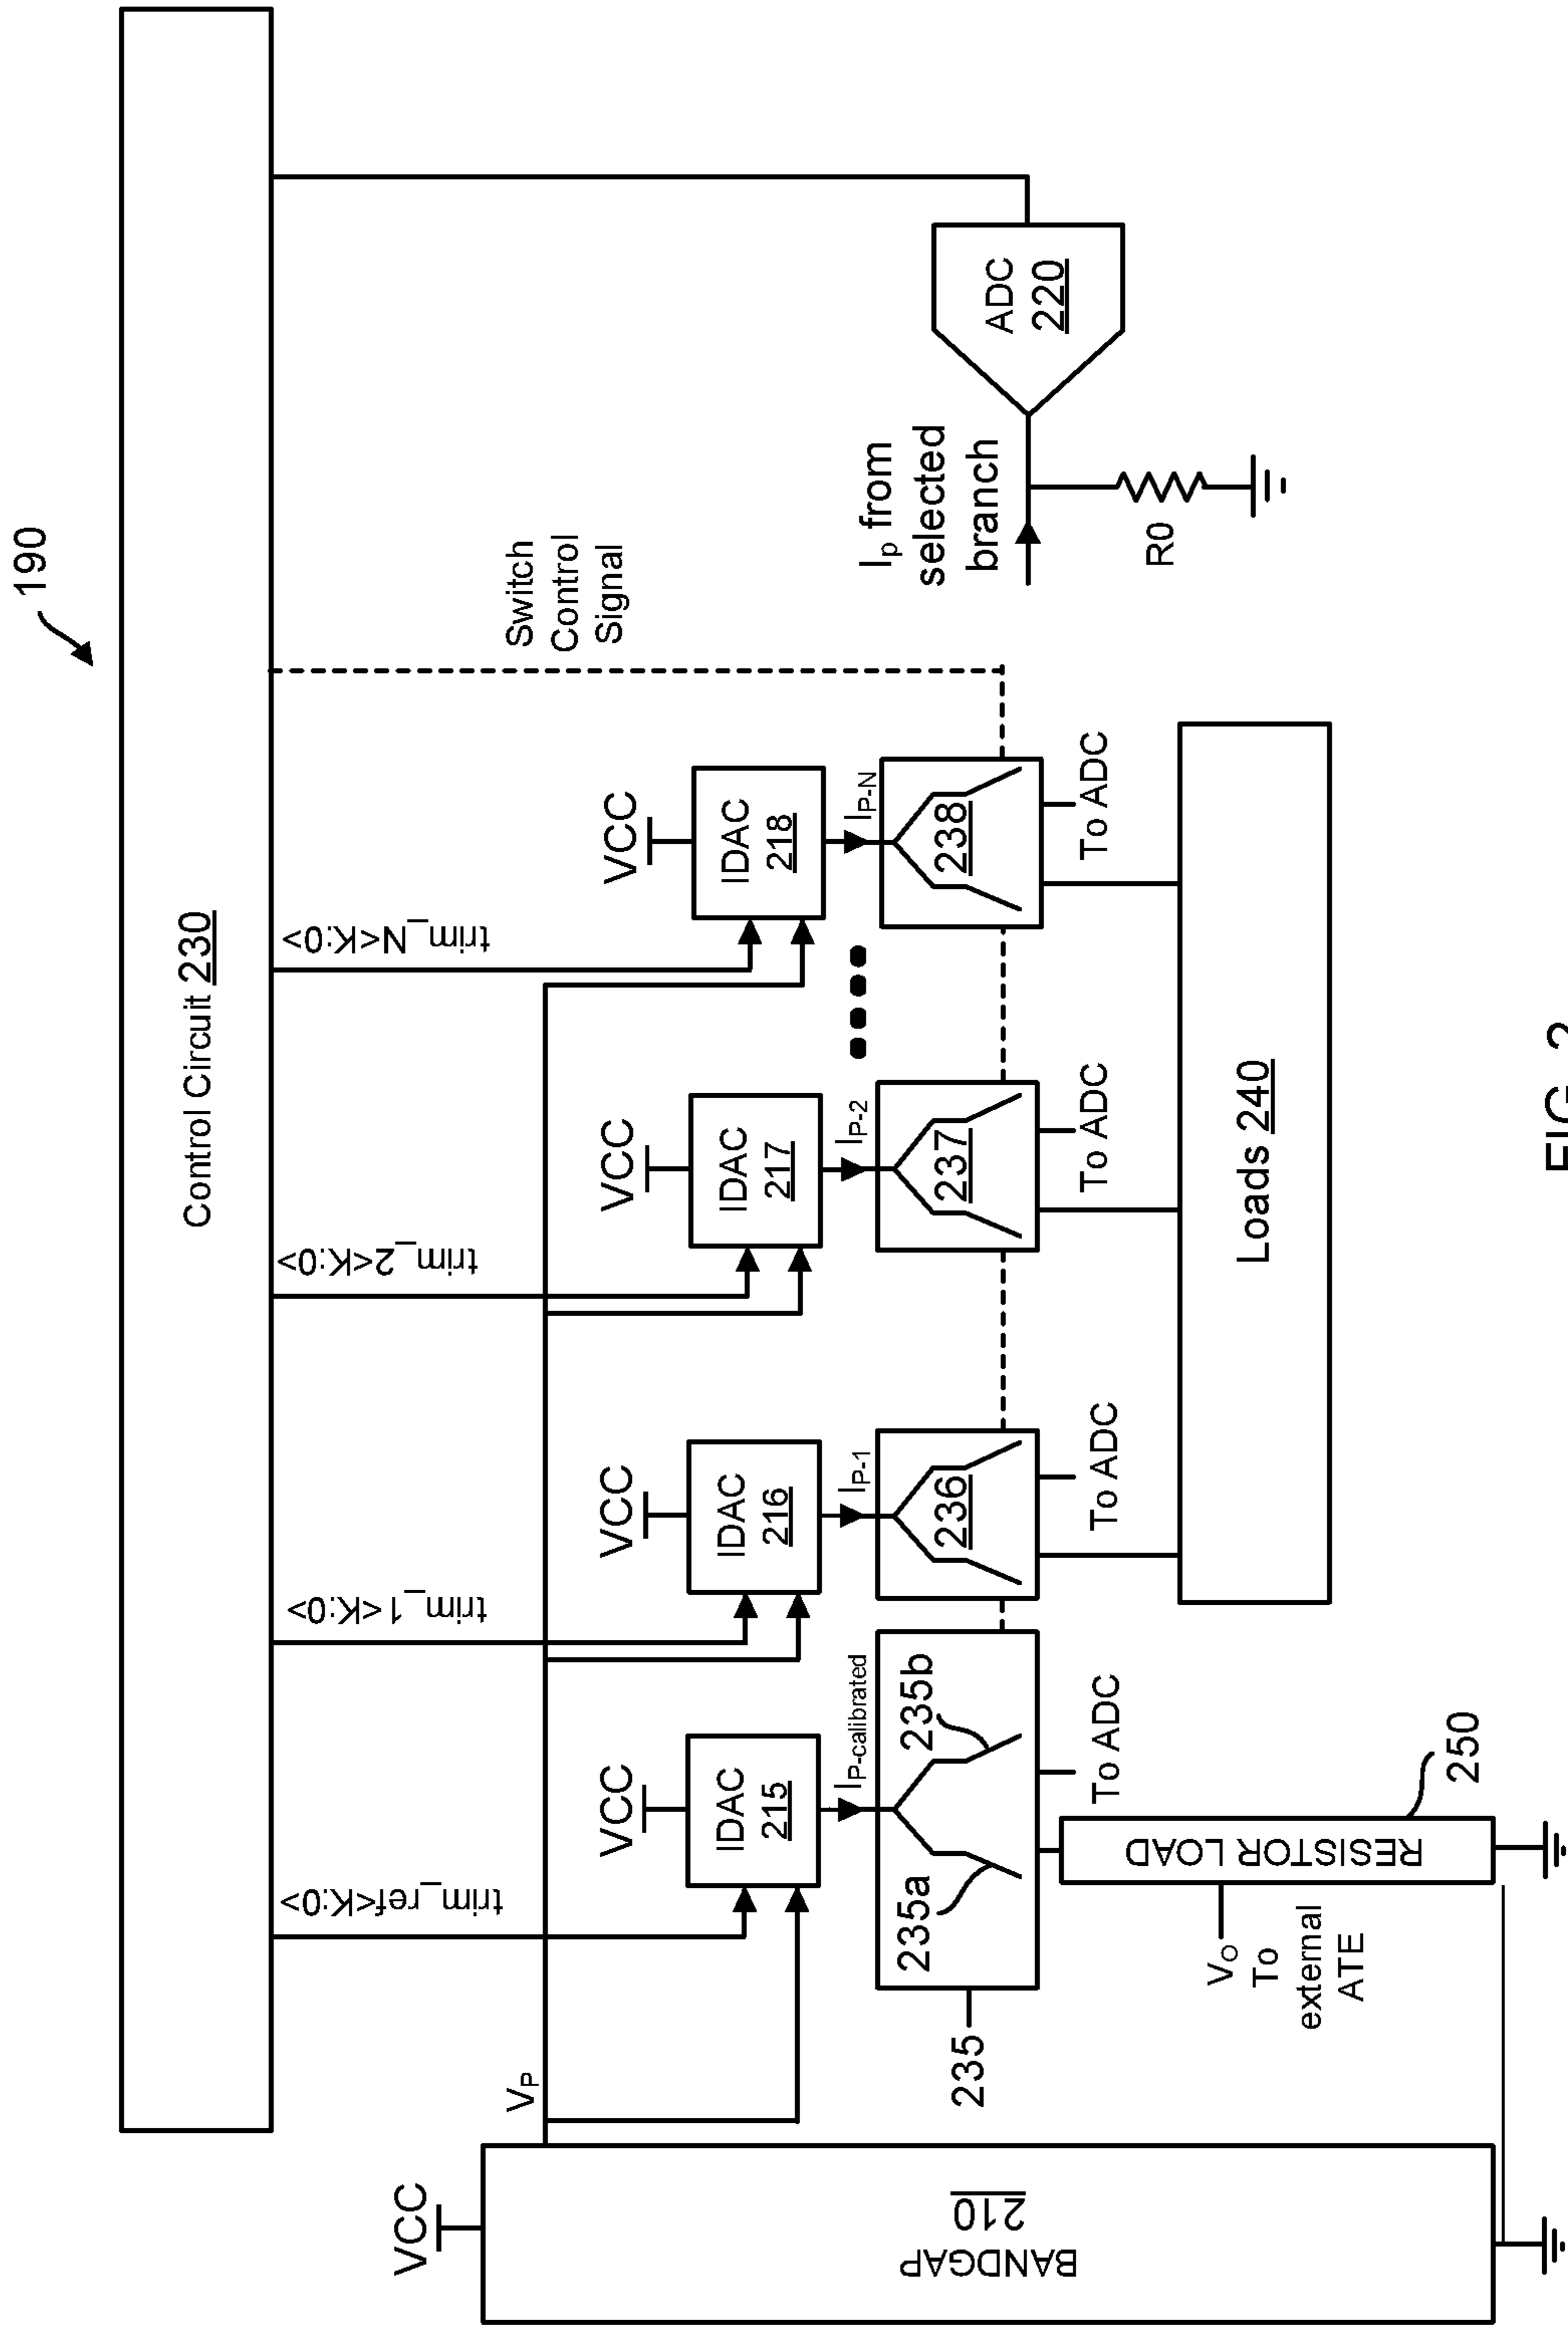 190
Control Circuit 230
trim_ref<K:0>
trim_1<K:0>
trim_2<K:0>
trim_N<K:0>
Switch
Control
Signal
VCC
BANDGAP
210
VP
VCC
IDAC
215
VCC
IDAC
216
VCC
IDAC
217
VCC
IDAC
218
IP-calibrated
IP-1
IP-2
IP-N
235
235a
235b
236
237
238
To ADC
To ADC
To ADC
To ADC
Ip from
selected
branch
R0
ADC
220
VO
To
external
ATE
RESISTOR LOAD
250
Loads 240